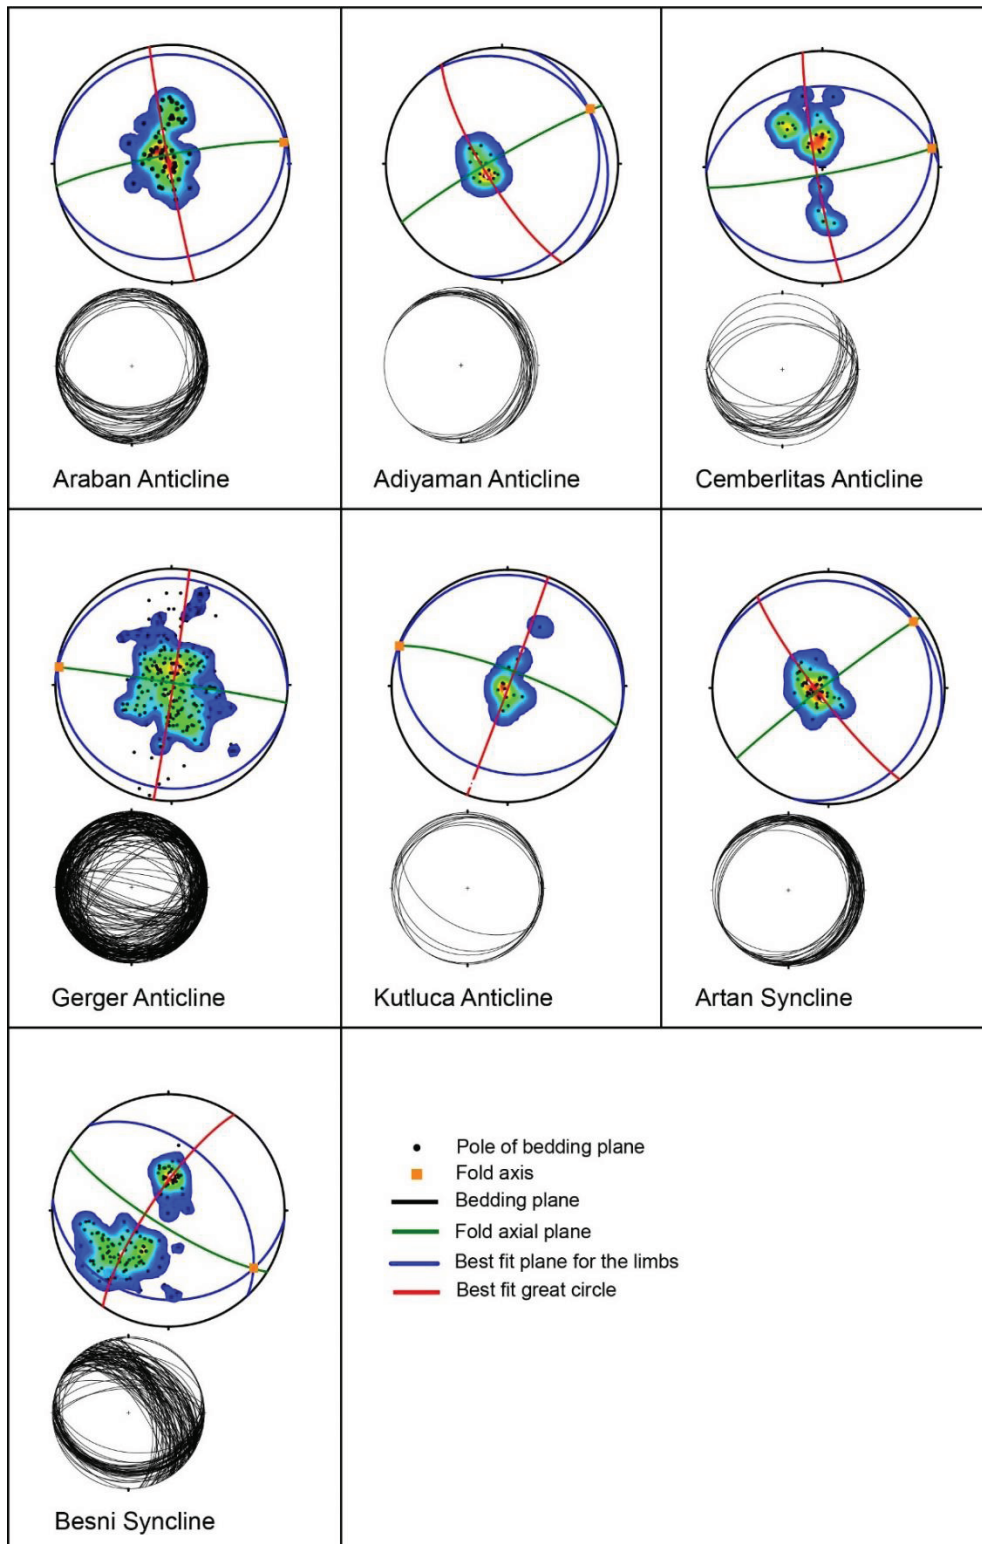 Araban Anticline
Adiyaman Anticline
Cemberlitas Anticline
Gerger Anticline
Kutluca Anticline
Artan Syncline
Besni Syncline
Pole of bedding plane
Fold axis
Bedding plane
Fold axial plane
Best fit plane for the limbs
Best fit great circle